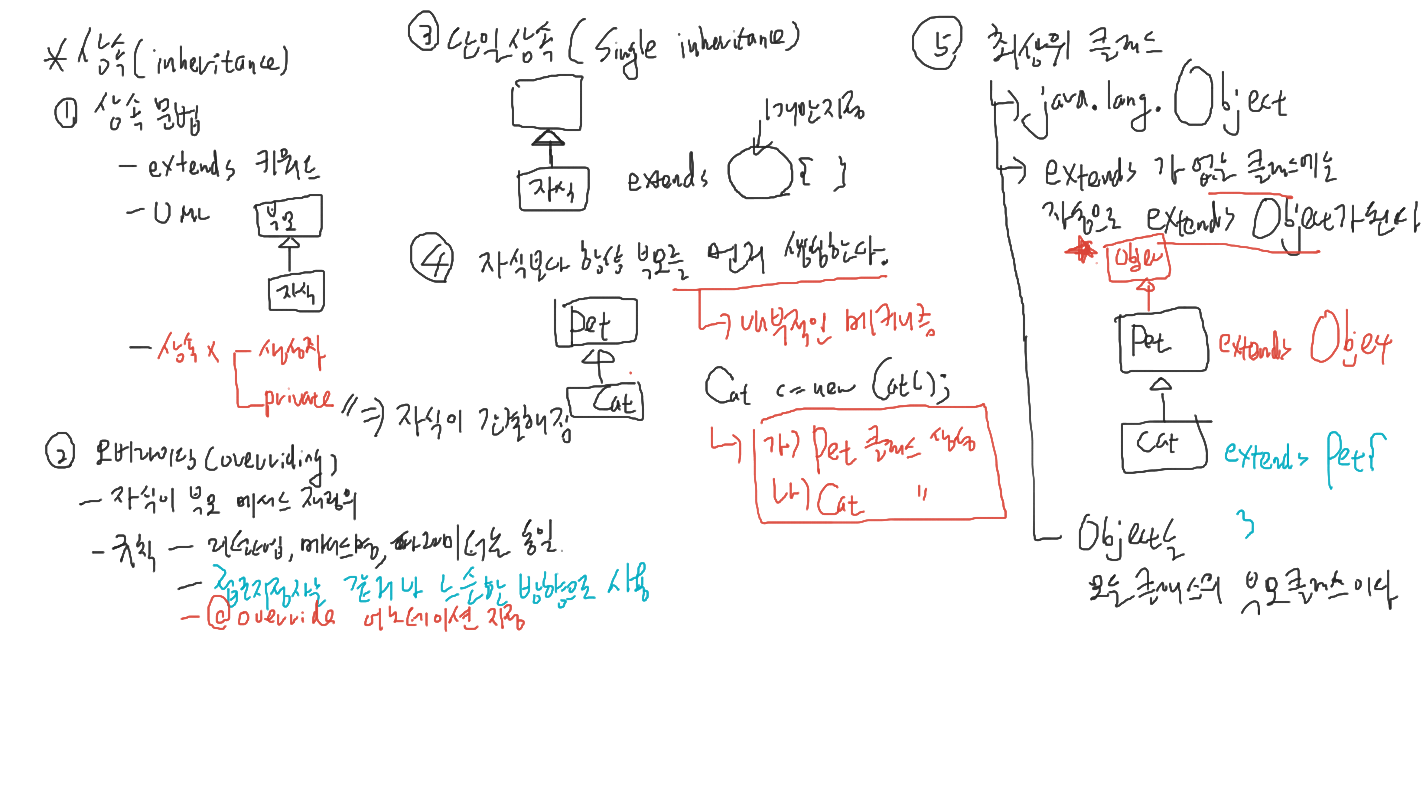 * 상속(inheritance)
① 상속 문법
- extends 키워드
- UML
부모
자식
- 상속 x - 생성자
private // => 자식이 간결해짐
② 오버라이딩(overriding)
- 자식이 부모 메서드 재정의
- 규칙 - 리턴타입, 메서드명, 파라미터는 동일.
- 접근지정자는 같거나 느슨한 방향으로 사용
- @override 어노테이션 지정
③ 단일상속(Single inheritance)
1개만지정
자식 extends { }
④ 자식보다 항상 부모를 먼저 생성한다.
Pet
Cat
→ 내부적인 메커니즘
Cat c = new Cat();
→ 가) Pet 클래스 생성
나) Cat "
⑤ 최상위 클래스
→ java.lang.Object
→ extends 가 없는 클래스에는
자동으로 extends Object가 된다
★ Objec
Pet extends Objet
Cat extends Pet{
}
Object는
모든 클래스의 부모클래스이다